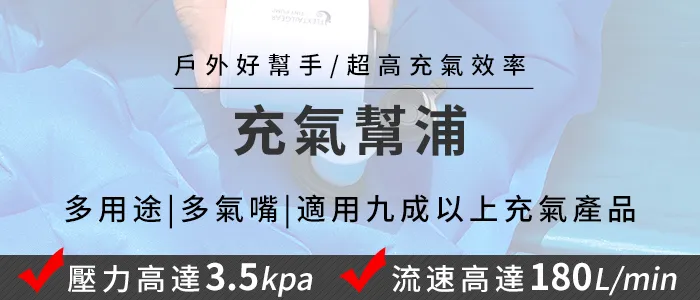 FLEXTAILGEAR
戶外好幫手/超高充氣效率
充氣幫浦
多用途|多氣嘴|適用九成以上充氣產品
壓力高達3.5kpa 流速高達180L/min